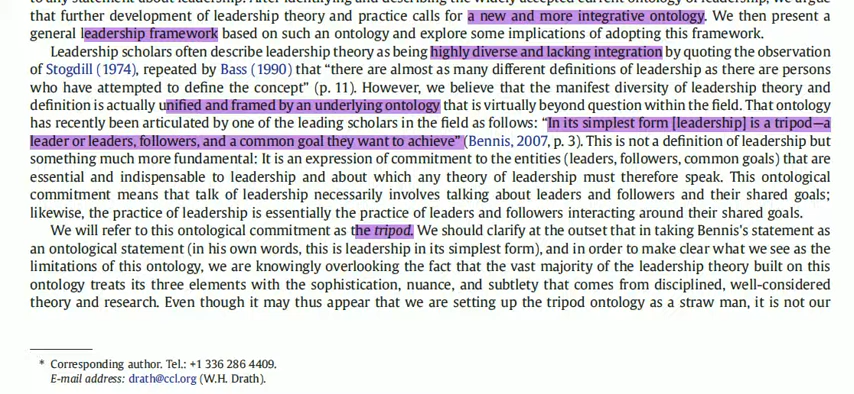 that further development of leadership theory and practice calls for a new and more integrative ontology. We then present a
general leadership framework based on such an ontology and explore some implications of adopting this framework.
Leadership scholars often describe leadership theory as being highly diverse and lacking integration by quoting the observation
of Stogdill (1974), repeated by Bass (1990) that “there are almost as many different definitions of leadership as there are persons
who have attempted to define the concept” (p. 11). However, we believe that the manifest diversity of leadership theory and
definition is actually unified and framed by an underlying ontology that is virtually beyond question within the field. That ontology
has recently been articulated by one of the leading scholars in the field as follows: “In its simplest form [leadership] is a tripod—a
leader or leaders, followers, and a common goal they want to achieve” (Bennis, 2007, p. 3). This is not a definition of leadership but
something much more fundamental: It is an expression of commitment to the entities (leaders, followers, common goals) that are
essential and indispensable to leadership and about which any theory of leadership must therefore speak. This ontological
commitment means that talk of leadership necessarily involves talking about leaders and followers and their shared goals;
likewise, the practice of leadership is essentially the practice of leaders and followers interacting around their shared goals.
We will refer to this ontological commitment as the tripod. We should clarify at the outset that in taking Bennis's statement as
an ontological statement (in his own words, this is leadership in its simplest form), and in order to make clear what we see as the
limitations of this ontology, we are knowingly overlooking the fact that the vast majority of the leadership theory built on this
ontology treats its three elements with the sophistication, nuance, and subtlety that comes from disciplined, well-considered
theory and research. Even though it may thus appear that we are setting up the tripod ontology as a straw man, it is not our
* Corresponding author. Tel.: +1 336 286 4409.
E-mail address: drath@ccl.org (W.H. Drath).